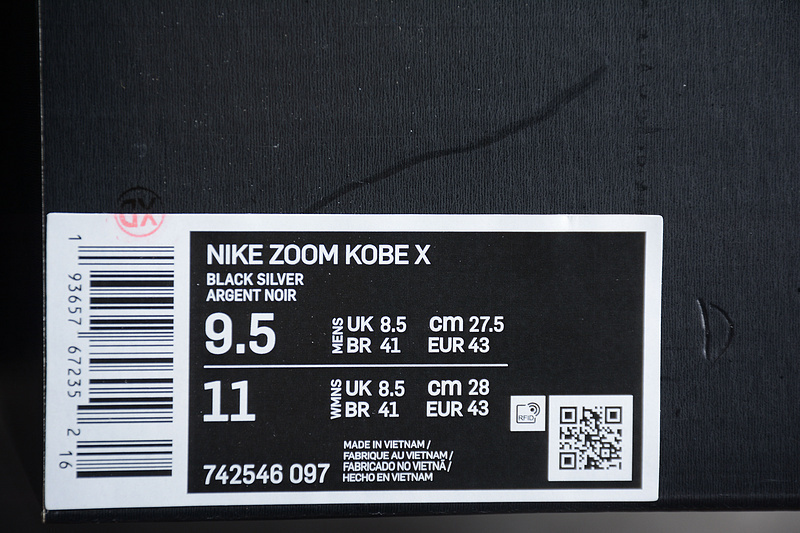 XD
NIKE ZOOM KOBE X
BLACK SILVER
ARGENT NOIR
9.5
MENS
UK 8.5 cm 27.5
BR 41 EUR 43
11
WMNS
UK 8.5 cm 28
BR 41 EUR 43
RFID
742546 097
MADE IN VIETNAM /
FABRIQUE AU VIETNAM /
FABRICADO NO VIETNÃ /
HECHO EN VIETNAM
1 93657 67235 2 16